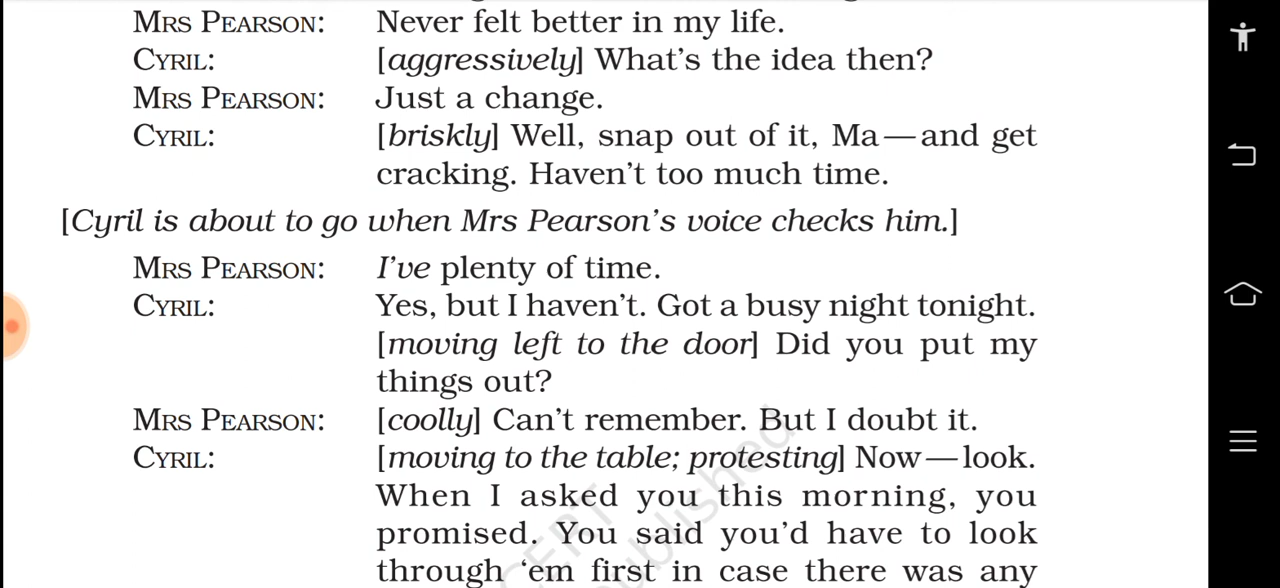 MRS PEARSON: Never felt better in my life.
CYRIL: [aggressively] What's the idea then?
MRS PEARSON: Just a change.
CYRIL: [briskly] Well, snap out of it, Ma—and get
cracking. Haven't too much time.
[Cyril is about to go when Mrs Pearson's voice checks him.]
MRS PEARSON: I've plenty of time.
CYRIL: Yes, but I haven't. Got a busy night tonight.
[moving left to the door] Did you put my
things out?
MRS PEARSON: [coolly] Can't remember. But I doubt it.
CYRIL: [moving to the table; protesting] Now—look.
When I asked you this morning, you
promised. You said you'd have to look
through 'em first in case there was any